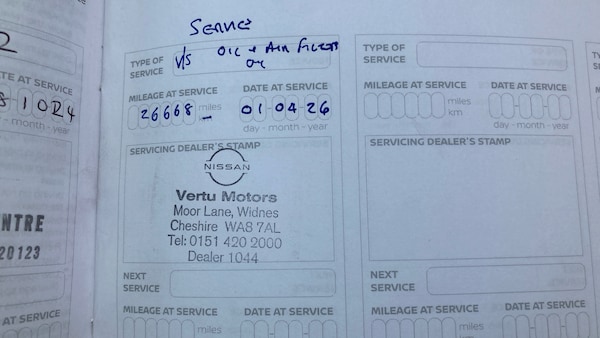 Service
TYPE OF SERVICE
V/S OIL + AIR FILTER
OIL
MILEAGE AT SERVICE
26668 miles
km
DATE AT SERVICE
01 04 26
day - month - year
SERVICING DEALER'S STAMP
NISSAN
Vertu Motors
Moor Lane, Widnes
Cheshire WA8 7AL
Tel: 0151 420 2000
Dealer 1044
NEXT SERVICE
MILEAGE AT SERVICE
miles
DATE AT SERVICE
TYPE OF SERVICE
MILEAGE AT SERVICE
miles
km
DATE AT SERVICE
day - month - year
SERVICING DEALER'S STAMP
NEXT SERVICE
MILEAGE AT SERVICE
miles
DATE AT SERVICE
2
TE AT SERVICE
1024
- month - year
NTRE
20123
AT SERVICE